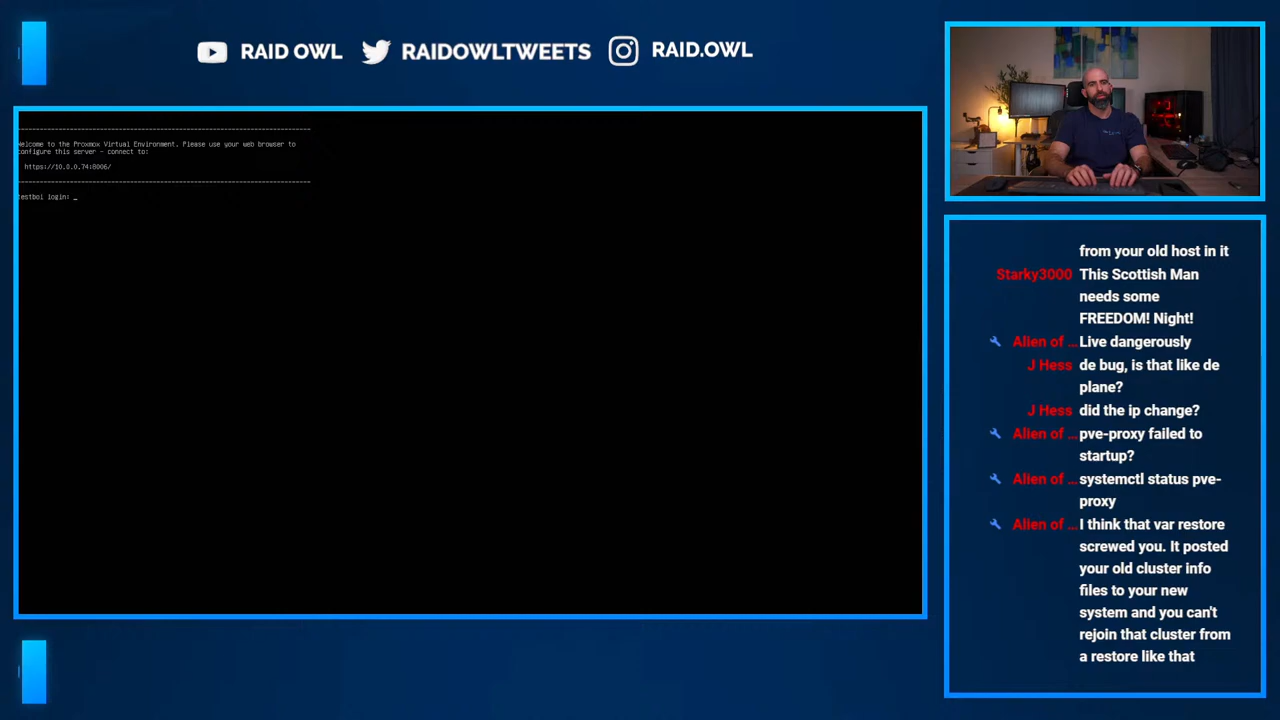 RAID OWL
RAIDOWLTWEETS
RAID.OWL
Welcome to the Proxmox Virtual Environment. Please use your web browser to
configure this server - connect to:
https://10.0.0.74:8006/
testboi login: _
from your old host in it
Starky3000 This Scottish Man
needs some
FREEDOM! Night!
Alien of ... Live dangerously
J Hess de bug, is that like de
plane?
J Hess did the ip change?
Alien of ... pve-proxy failed to
startup?
Alien of ... systemctl status pve-
proxy
Alien of ... I think that var restore
screwed you. It posted
your old cluster info
files to your new
system and you can't
rejoin that cluster from
a restore like that